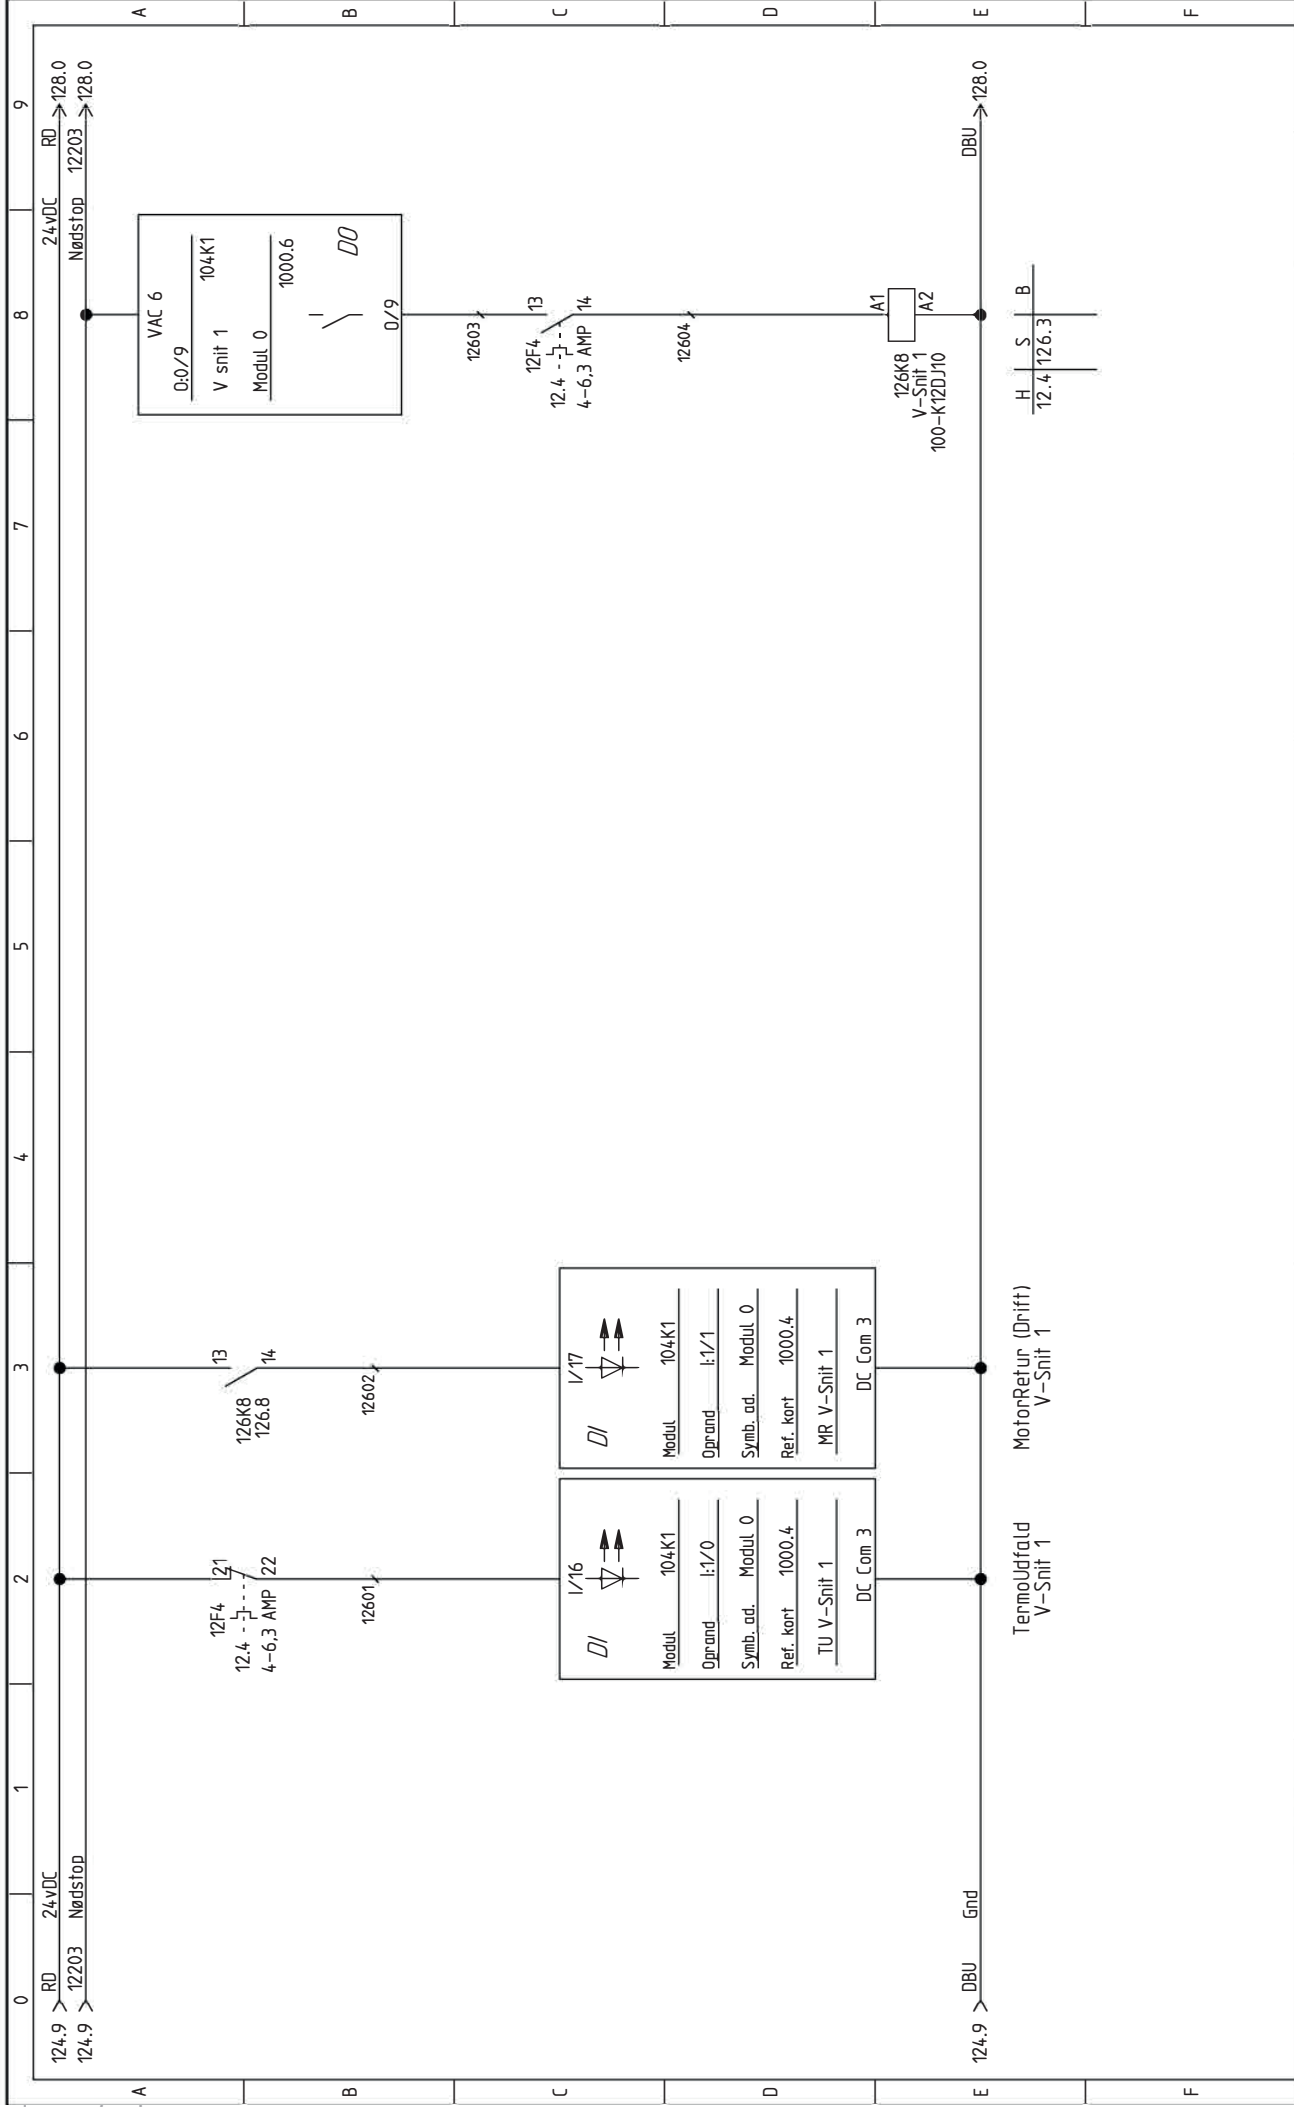 0 1 2 3 4 5 6 7 8 9
124.9 RD 24vDC 24vDC RD 128.0
124.9 12203 Nødstop Nødstop 12203 128.0
A A
VAC 6
O:0/9
104K1
V snit 1
Modul 0
1000.6
DO
0/9
12F4 21
12.4
4-6,3 AMP 22
12601
13
126K8
126.8 14
12602
B B
12603
12F4 13
12.4
4-6,3 AMP 14
12604
C C
I/16
DI
Modul 104K1
Oprand I:1/0
Symb. ad. Modul 0
Ref. kort 1000.4
TU V-Snit 1
DC Com 3
I/17
DI
Modul 104K1
Oprand I:1/1
Symb. ad. Modul 0
Ref. kort 1000.4
MR V-Snit 1
DC Com 3
D D
A1
126K8 A2
V-Snit 1
100-K12DJ10
124.9 DBU Gnd DBU 128.0
E E
TermoUdfald
V-Snit 1
MotorRetur (Drift)
V-Snit 1
H S B
12.4 126.3
F F